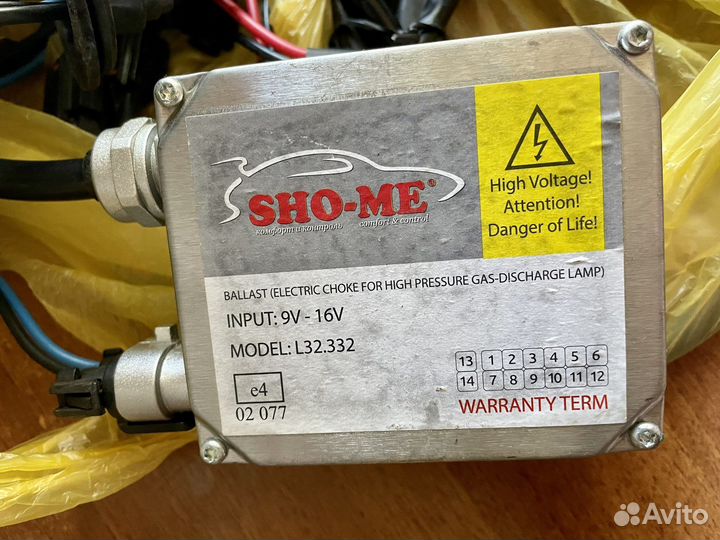 SHO-ME®
комфорт и контроль comfort & control
High Voltage!
Attention!
Danger of Life!
BALLAST (ELECTRIC CHOKE FOR HIGH PRESSURE GAS-DISCHARGE LAMP)
INPUT: 9V - 16V
MODEL: L32.332
e4
02 077
13 1 2 3 4 5 6
14 7 8 9 10 11 12
WARRANTY TERM
Avito